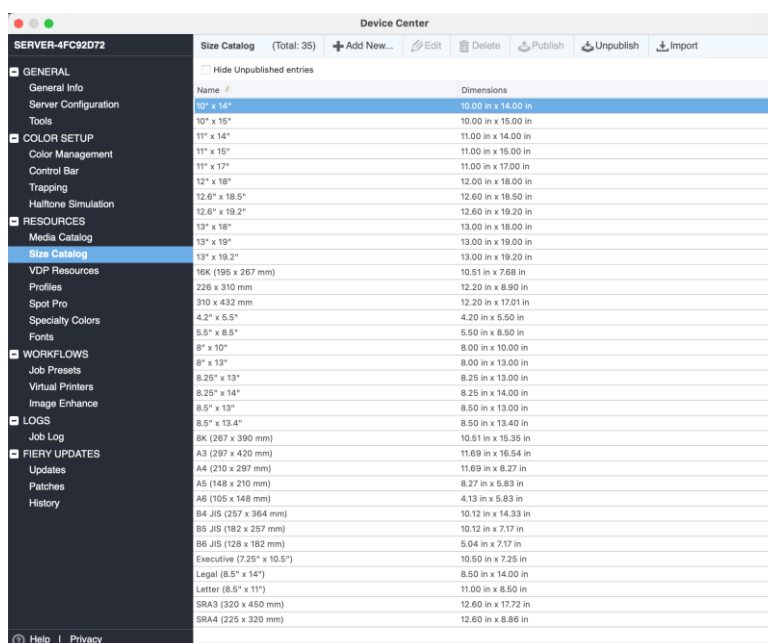 Device Center
SERVER-4FC92D72
Size Catalog (Total: 35) Add New... Edit Delete Publish Unpublish Import
GENERAL
General Info
Server Configuration
Tools
COLOR SETUP
Color Management
Control Bar
Trapping
Halftone Simulation
RESOURCES
Media Catalog
Size Catalog
VDP Resources
Profiles
Spot Pro
Specialty Colors
Fonts
WORKFLOWS
Job Presets
Virtual Printers
Image Enhance
LOGS
Job Log
FIERY UPDATES
Updates
Patches
History
Help | Privacy
Hide Unpublished entries
Name Dimensions
10" x 14" 10.00 in x 14.00 in
10" x 15" 10.00 in x 15.00 in
11" x 14" 11.00 in x 14.00 in
11" x 15" 11.00 in x 15.00 in
11" x 17" 11.00 in x 17.00 in
12" x 18" 12.00 in x 18.00 in
12.6" x 18.5" 12.60 in x 18.50 in
12.6" x 19.2" 12.60 in x 19.20 in
13" x 18" 13.00 in x 18.00 in
13" x 19" 13.00 in x 19.00 in
13" x 19.2" 13.00 in x 19.20 in
16K (195 x 267 mm) 10.51 in x 7.68 in
226 x 310 mm 12.20 in x 8.90 in
310 x 432 mm 12.20 in x 17.01 in
4.2" x 5.5" 4.20 in x 5.50 in
5.5" x 8.5" 5.50 in x 8.50 in
8" x 10" 8.00 in x 10.00 in
8" x 13" 8.00 in x 13.00 in
8.25" x 13" 8.25 in x 13.00 in
8.25" x 14" 8.25 in x 14.00 in
8.5" x 13" 8.50 in x 13.00 in
8.5" x 13.4" 8.50 in x 13.40 in
8K (267 x 390 mm) 10.51 in x 15.35 in
A3 (297 x 420 mm) 11.69 in x 16.54 in
A4 (210 x 297 mm) 11.69 in x 8.27 in
A5 (148 x 210 mm) 8.27 in x 5.83 in
A6 (105 x 148 mm) 4.13 in x 5.83 in
B4 JIS (257 x 364 mm) 10.12 in x 14.33 in
B5 JIS (182 x 257 mm) 10.12 in x 7.17 in
B6 JIS (128 x 182 mm) 5.04 in x 7.17 in
Executive (7.25" x 10.5") 10.50 in x 7.25 in
Legal (8.5" x 14") 8.50 in x 14.00 in
Letter (8.5" x 11") 11.00 in x 8.50 in
SRA3 (320 x 450 mm) 12.60 in x 17.72 in
SRA4 (225 x 320 mm) 12.60 in x 8.86 in